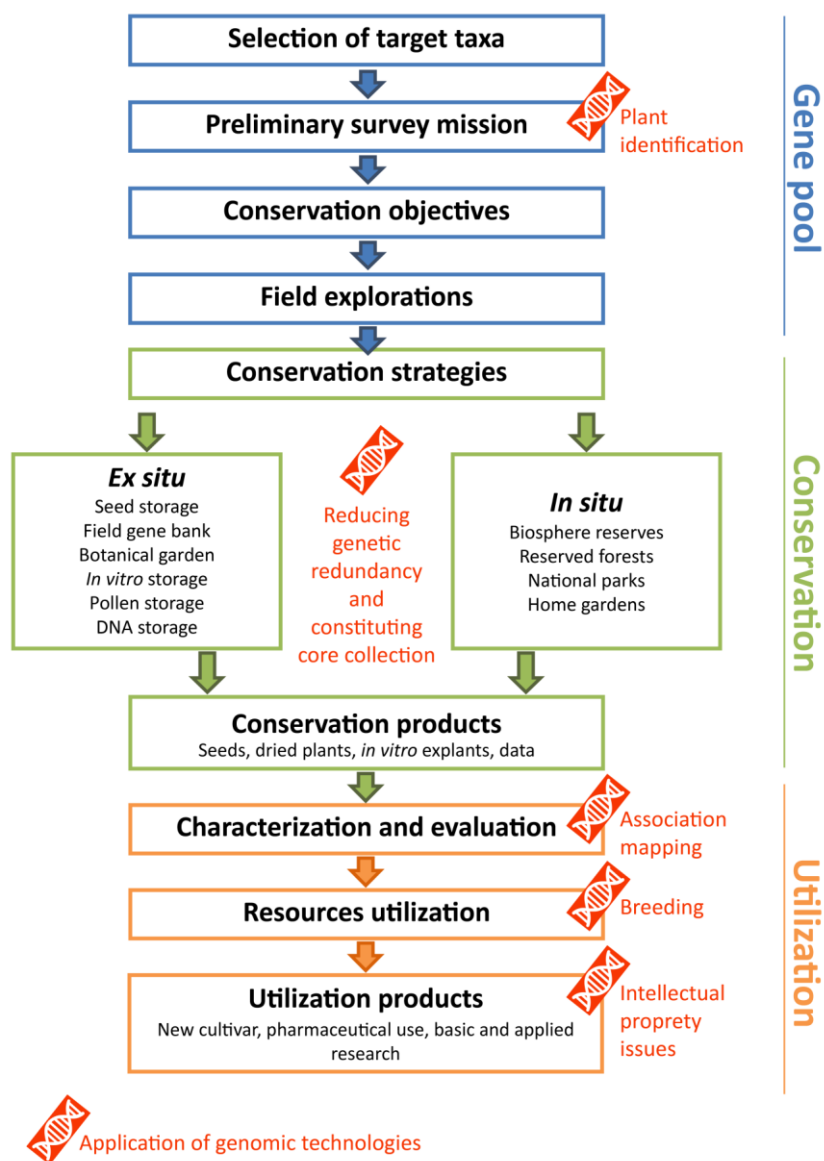 Selection of target taxa
Preliminary survey mission
Plant
identification
Conservation objectives
Field explorations
Gene pool
Conservation strategies
Ex situ
Seed storage
Field gene bank
Botanical garden
In vitro storage
Pollen storage
DNA storage
Reducing
genetic
redundancy
and
constituting
core collection
In situ
Biosphere reserves
Reserved forests
National parks
Home gardens
Conservation products
Seeds, dried plants, in vitro explants, data
Conservation
Characterization and evaluation
Association
mapping
Resources utilization
Breeding
Utilization products
New cultivar, pharmaceutical use, basic and applied
research
Intellectual
proprety
issues
Utilization
Application of genomic technologies